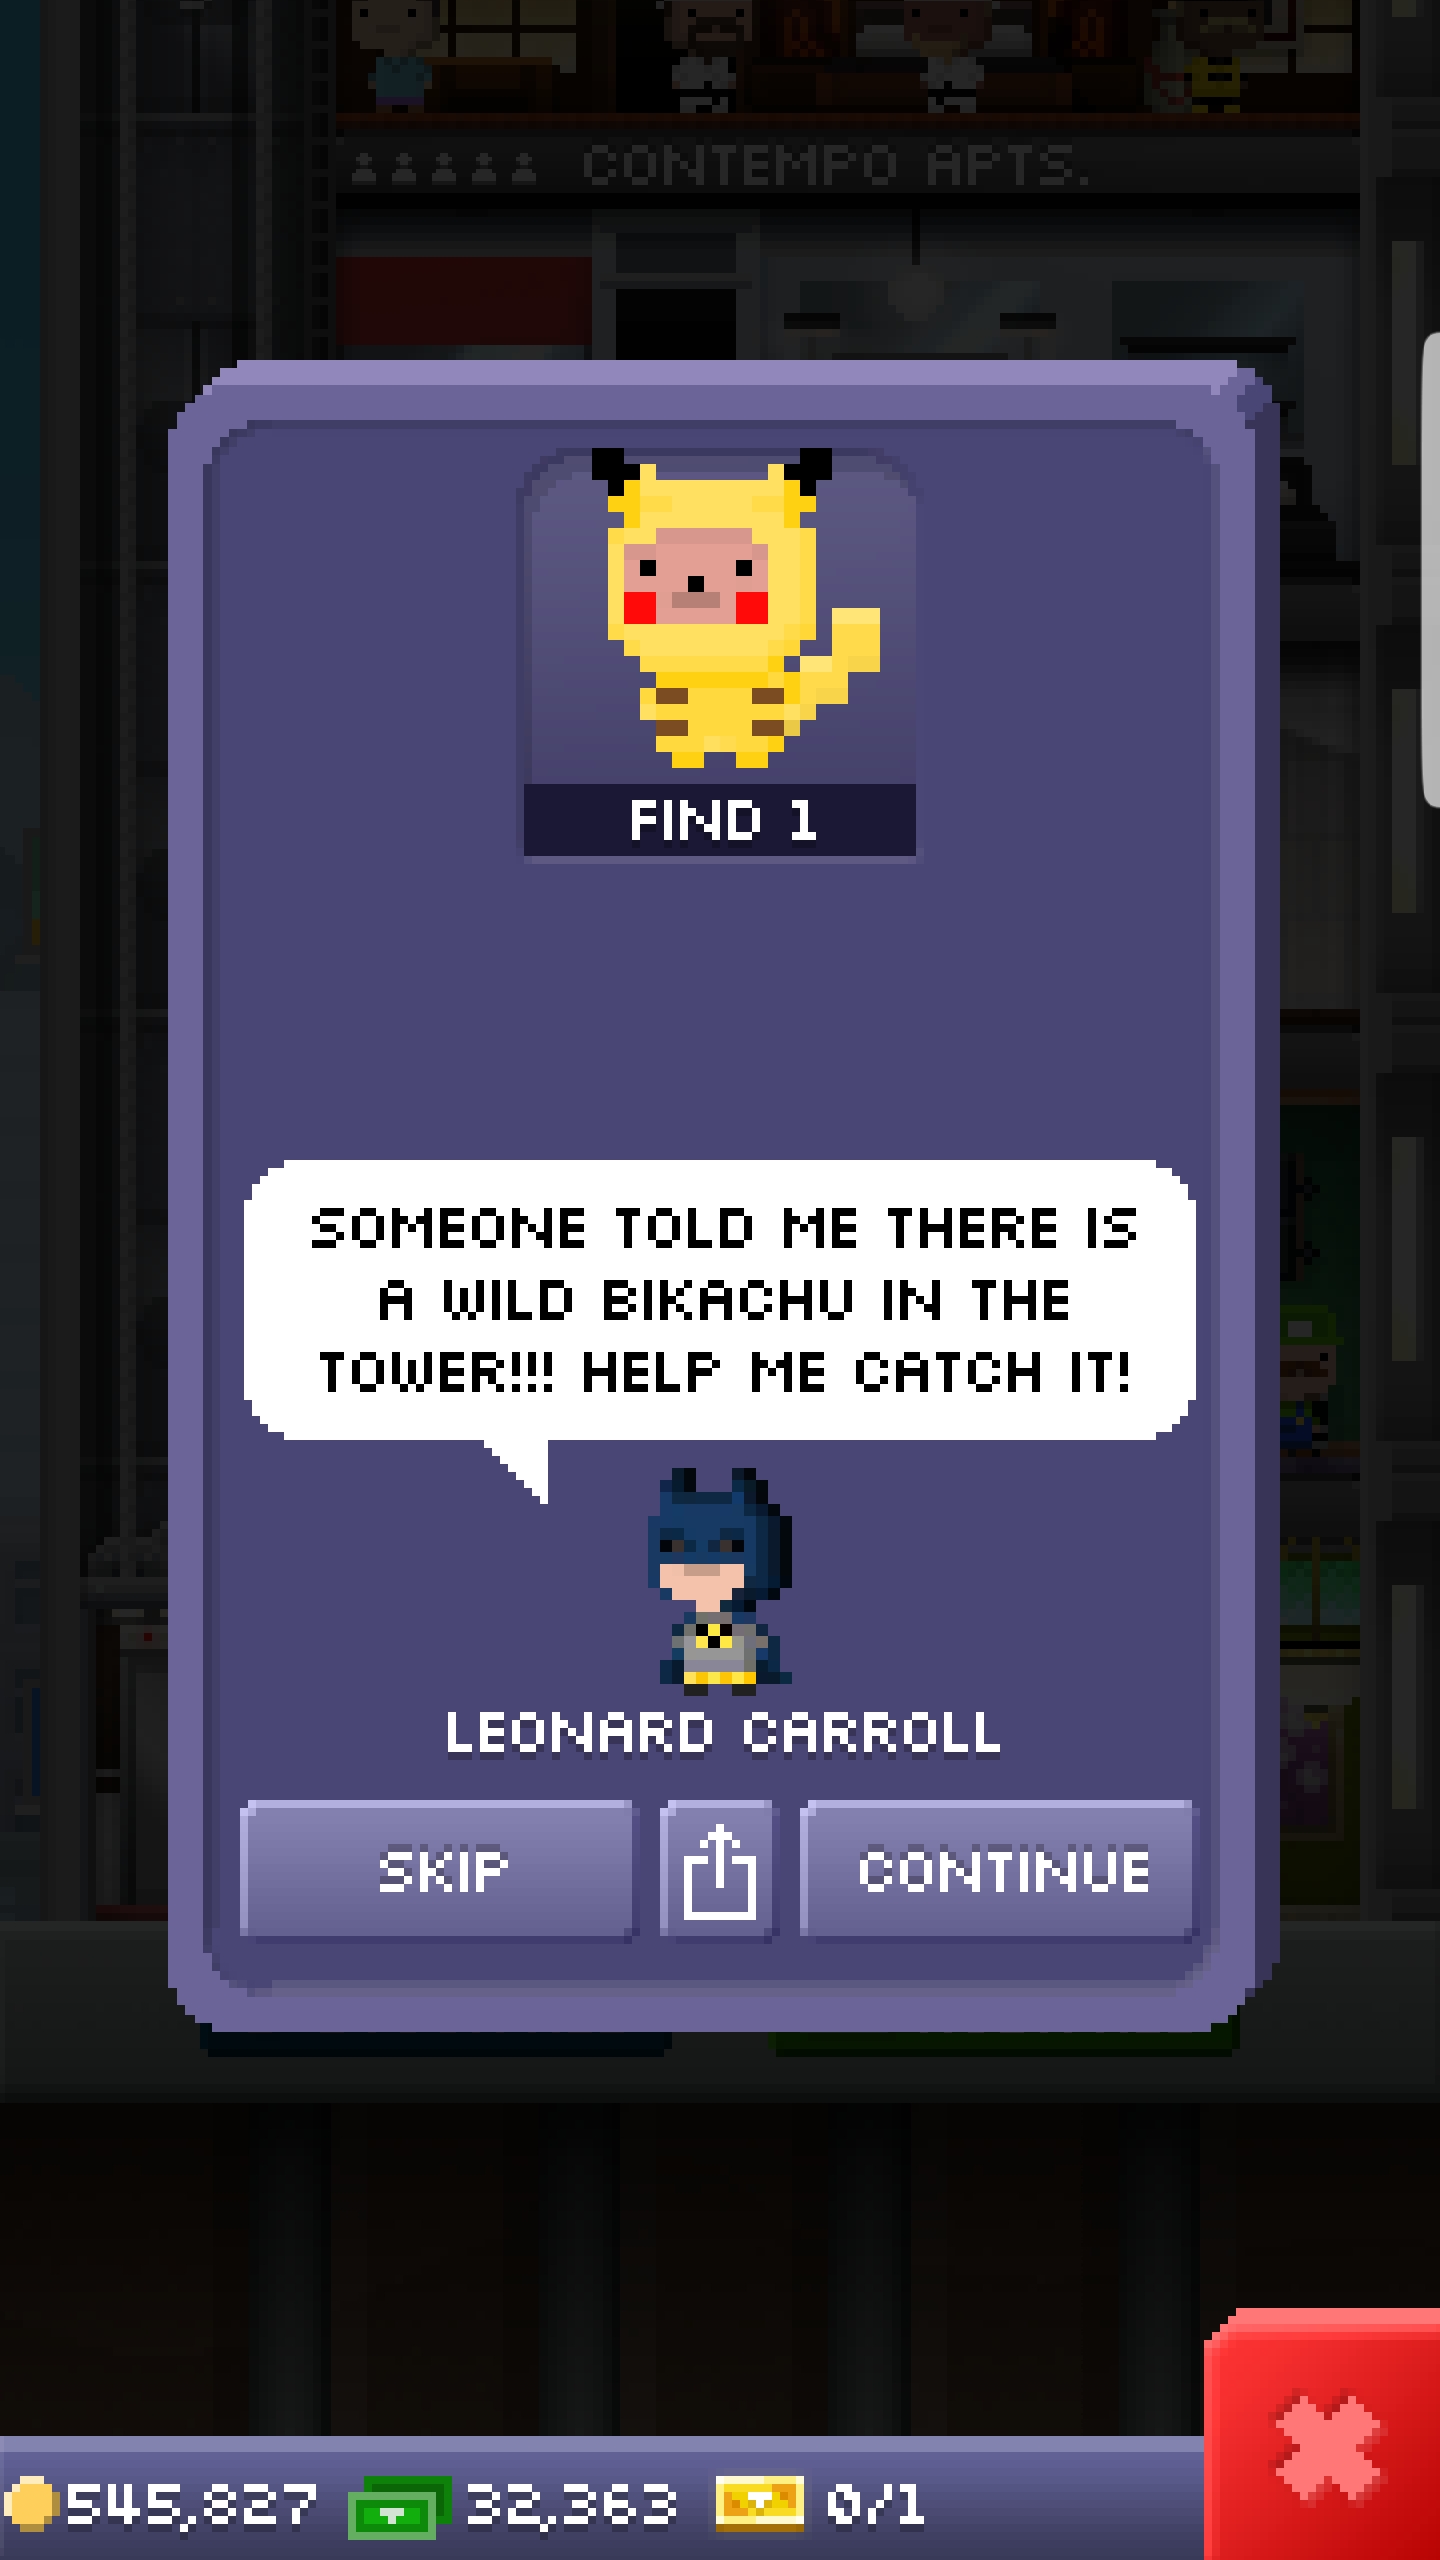 CONTEMPO APTS.
FIND 1
SOMEONE TOLD ME THERE IS
A WILD BIKACHU IN THE
TOWER!!! HELP ME CATCH IT!
LEONARD CARROLL
SKIP
CONTINUE
545,827 32,363 0/1